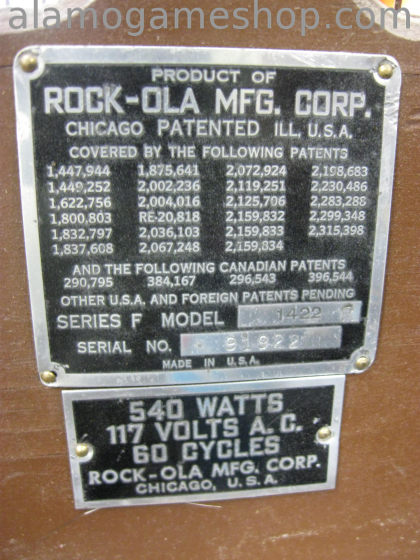 alamogameshop.com
PRODUCT OF
ROCK-OLA MFG. CORP.
CHICAGO PATENTED ILL, U.S.A.
COVERED BY THE FOLLOWING PATENTS
1,447,944 1,875,641 2,072,924 2,198,683
1,449,252 2,002,236 2,119,251 2,230,486
1,622,756 2,004,016 2,125,706 2,283,288
1,800,803 RE-20,818 2,159,832 2,299,348
1,832,797 2,036,103 2,159,833 2,315,398
1,837,608 2,067,248 2,159,834
AND THE FOLLOWING CANADIAN PATENTS
290,795 384,167 296,543 396,544
OTHER U.S.A. AND FOREIGN PATENTS PENDING
SERIES F MODEL 1422
SERIAL NO. 91922
MADE IN U.S.A.
540 WATTS
117 VOLTS A.C.
60 CYCLES
ROCK-OLA MFG. CORP.
CHICAGO, U.S.A.